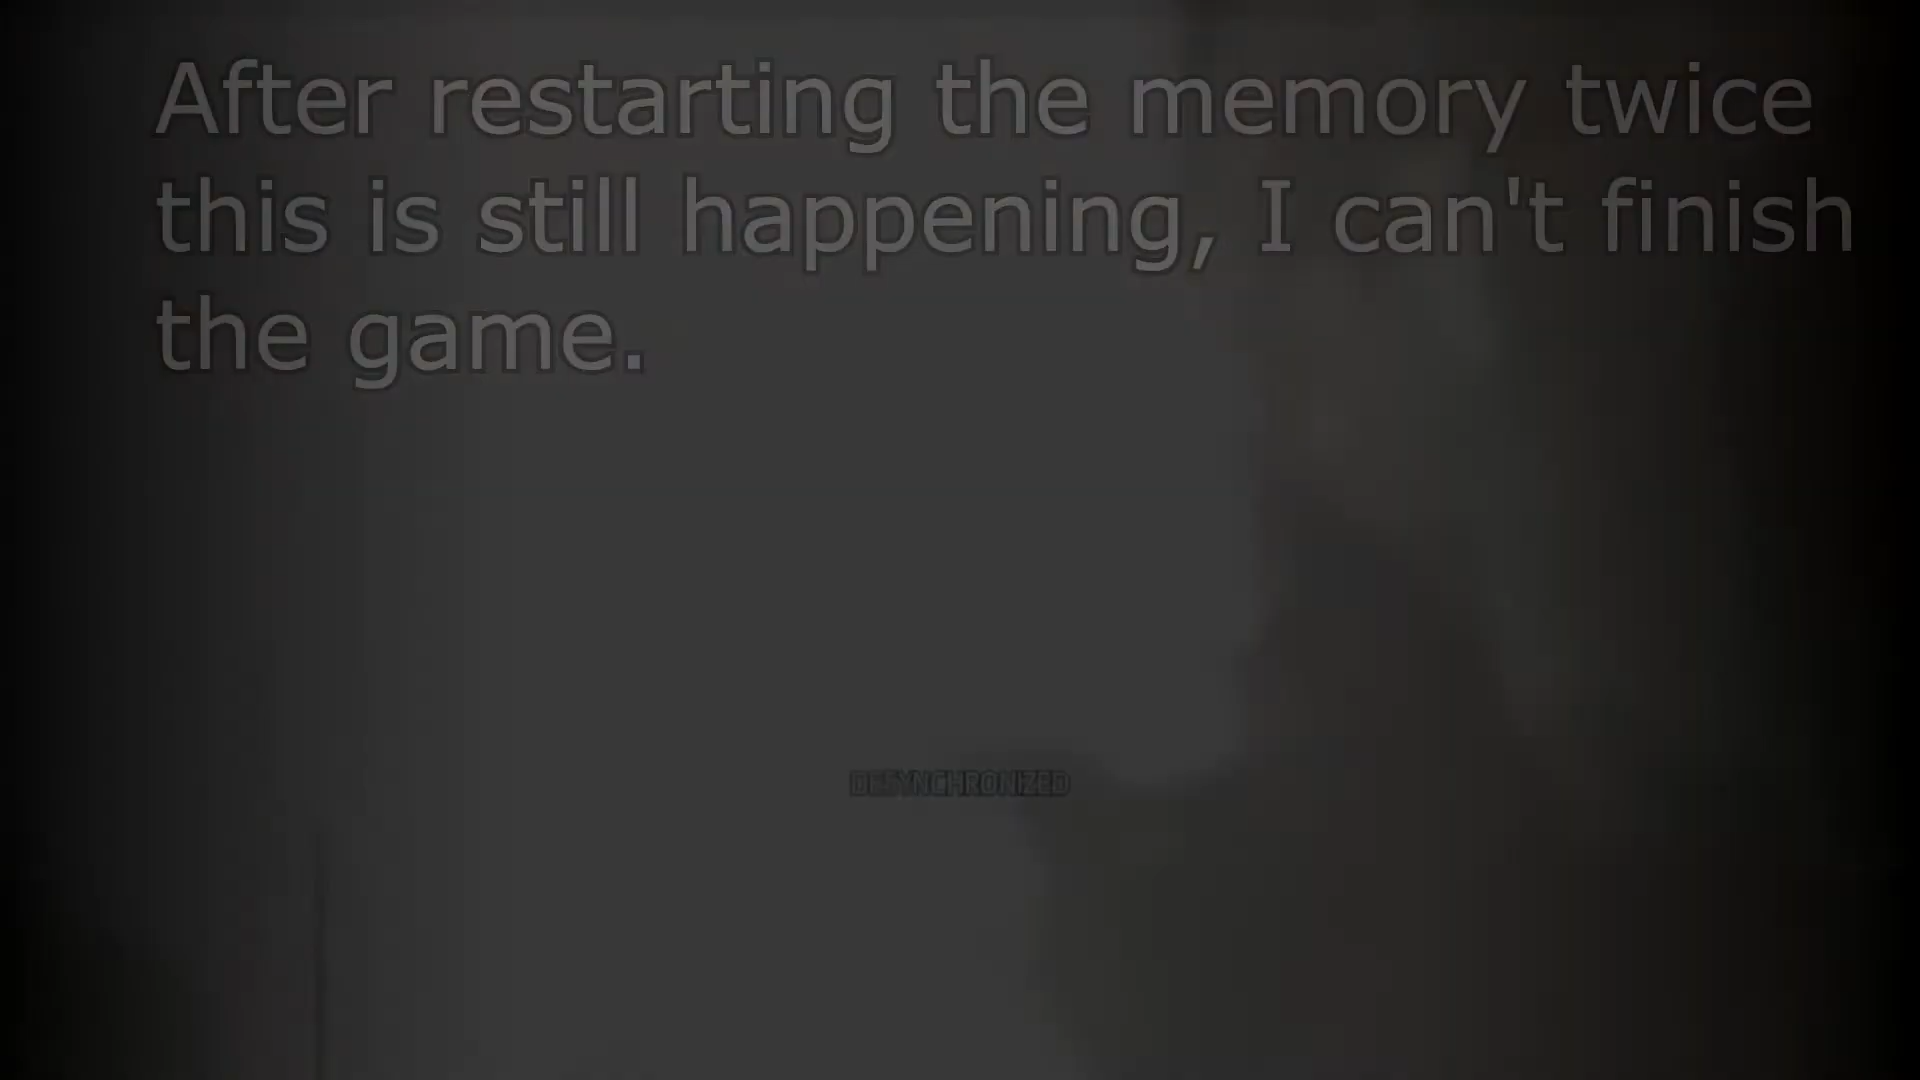 After restarting the memory twice
this is still happening, I can't finish
the game.
DESYNCHRONIZED